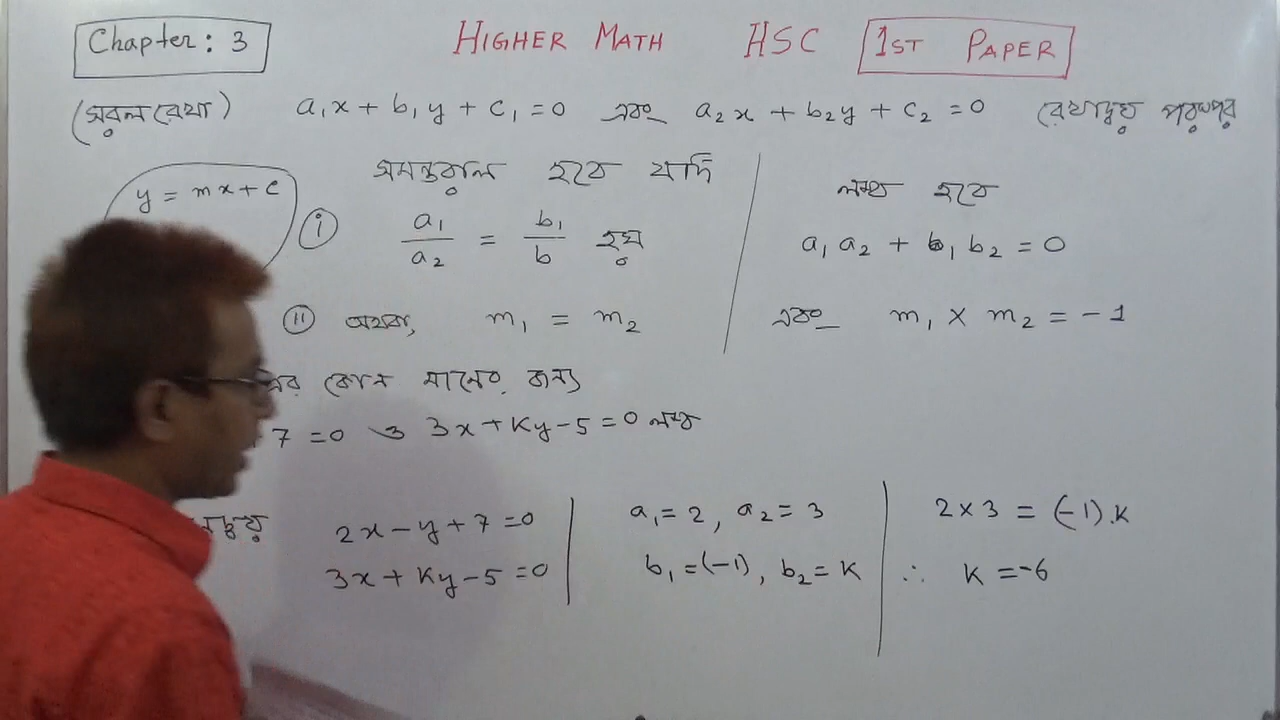 Chapter: 3 HIGHER MATH HSC 1ST PAPER
(সরলরেখা) a₁x + b₁y + c₁ = 0 এবং a₂x + b₂y + c₂ = 0 রেখাদ্বয় পরস্পর
সমান্তরাল হবে যদি
y = mx + c
i a₁/a₂ = b₁/b হয়
ii অথবা, m₁ = m₂
লম্ব হবে
a₁a₂ + b₁b₂ = 0
এবং m₁ × m₂ = -1
এর কোন মানের জন্য
7 = 0 ও 3x + Ky - 5 = 0 লম্ব
2x - y + 7 = 0
3x + Ky - 5 = 0
a₁ = 2, a₂ = 3
b₁ = (-1), b₂ = K
2 × 3 = (-1).K
∴ K = -6